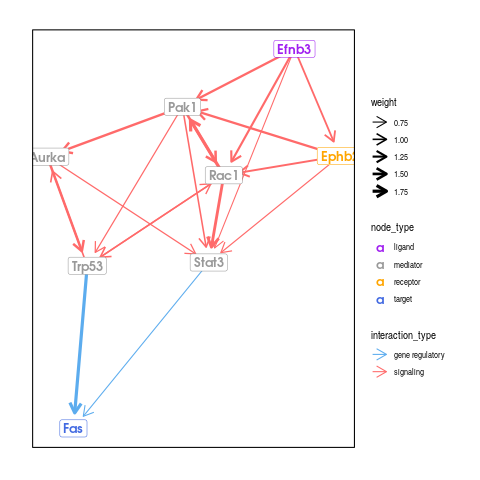 Efnb3
weight
Pak1
0.75
1.00
Aurka
Ephb
1.25
Rac1
1.50
1.75
node_type
a ligand
Trp53
Stat3
a mediator
a receptor
a target
interaction_type
gene regulatory
signaling
Fas